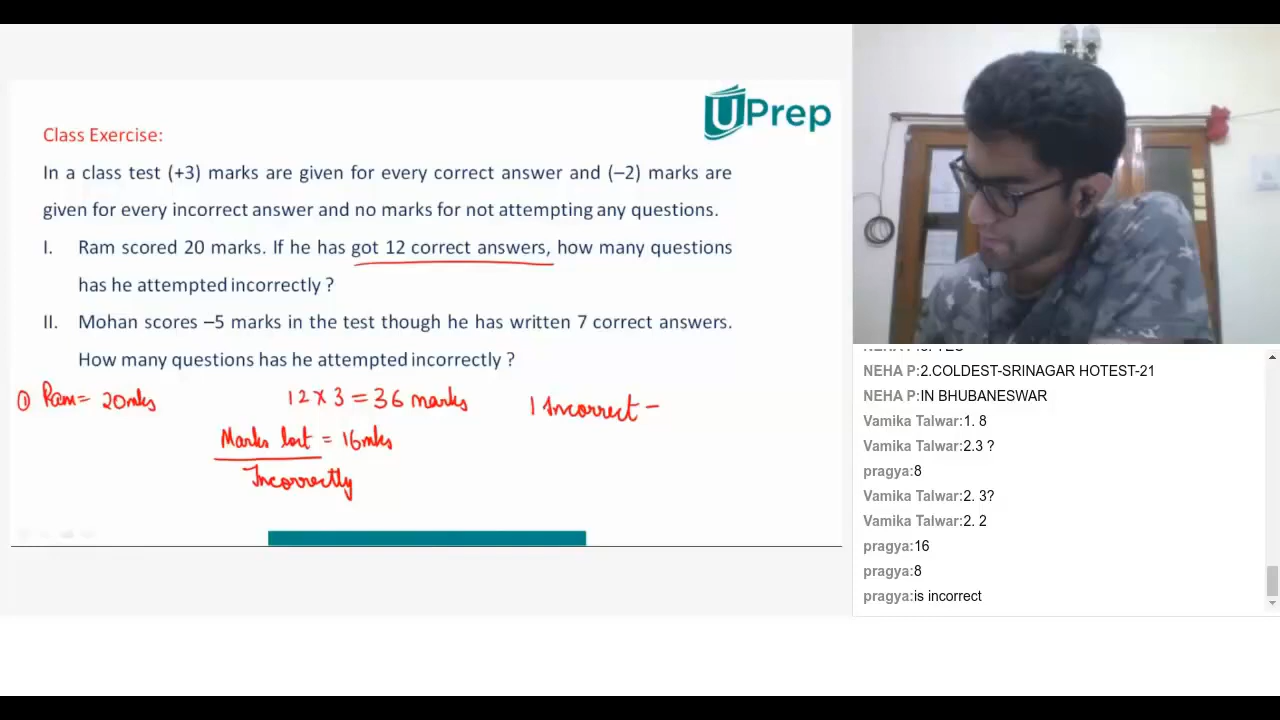 UPrep
Class Exercise:
In a class test (+3) marks are given for every correct answer and (–2) marks are
given for every incorrect answer and no marks for not attempting any questions.
I. Ram scored 20 marks. If he has got 12 correct answers, how many questions
has he attempted incorrectly ?
II. Mohan scores –5 marks in the test though he has written 7 correct answers.
How many questions has he attempted incorrectly ?
① Ram = 20mks 12 x 3 = 36 marks 1 Incorrect –
Marks lost = 16mks
Incorrectly
NEHA P:2.COLDEST-SRINAGAR HOTEST-21
NEHA P:IN BHUBANESWAR
Vamika Talwar:1. 8
Vamika Talwar:2.3 ?
pragya:8
Vamika Talwar:2. 3?
Vamika Talwar:2. 2
pragya:16
pragya:8
pragya:is incorrect